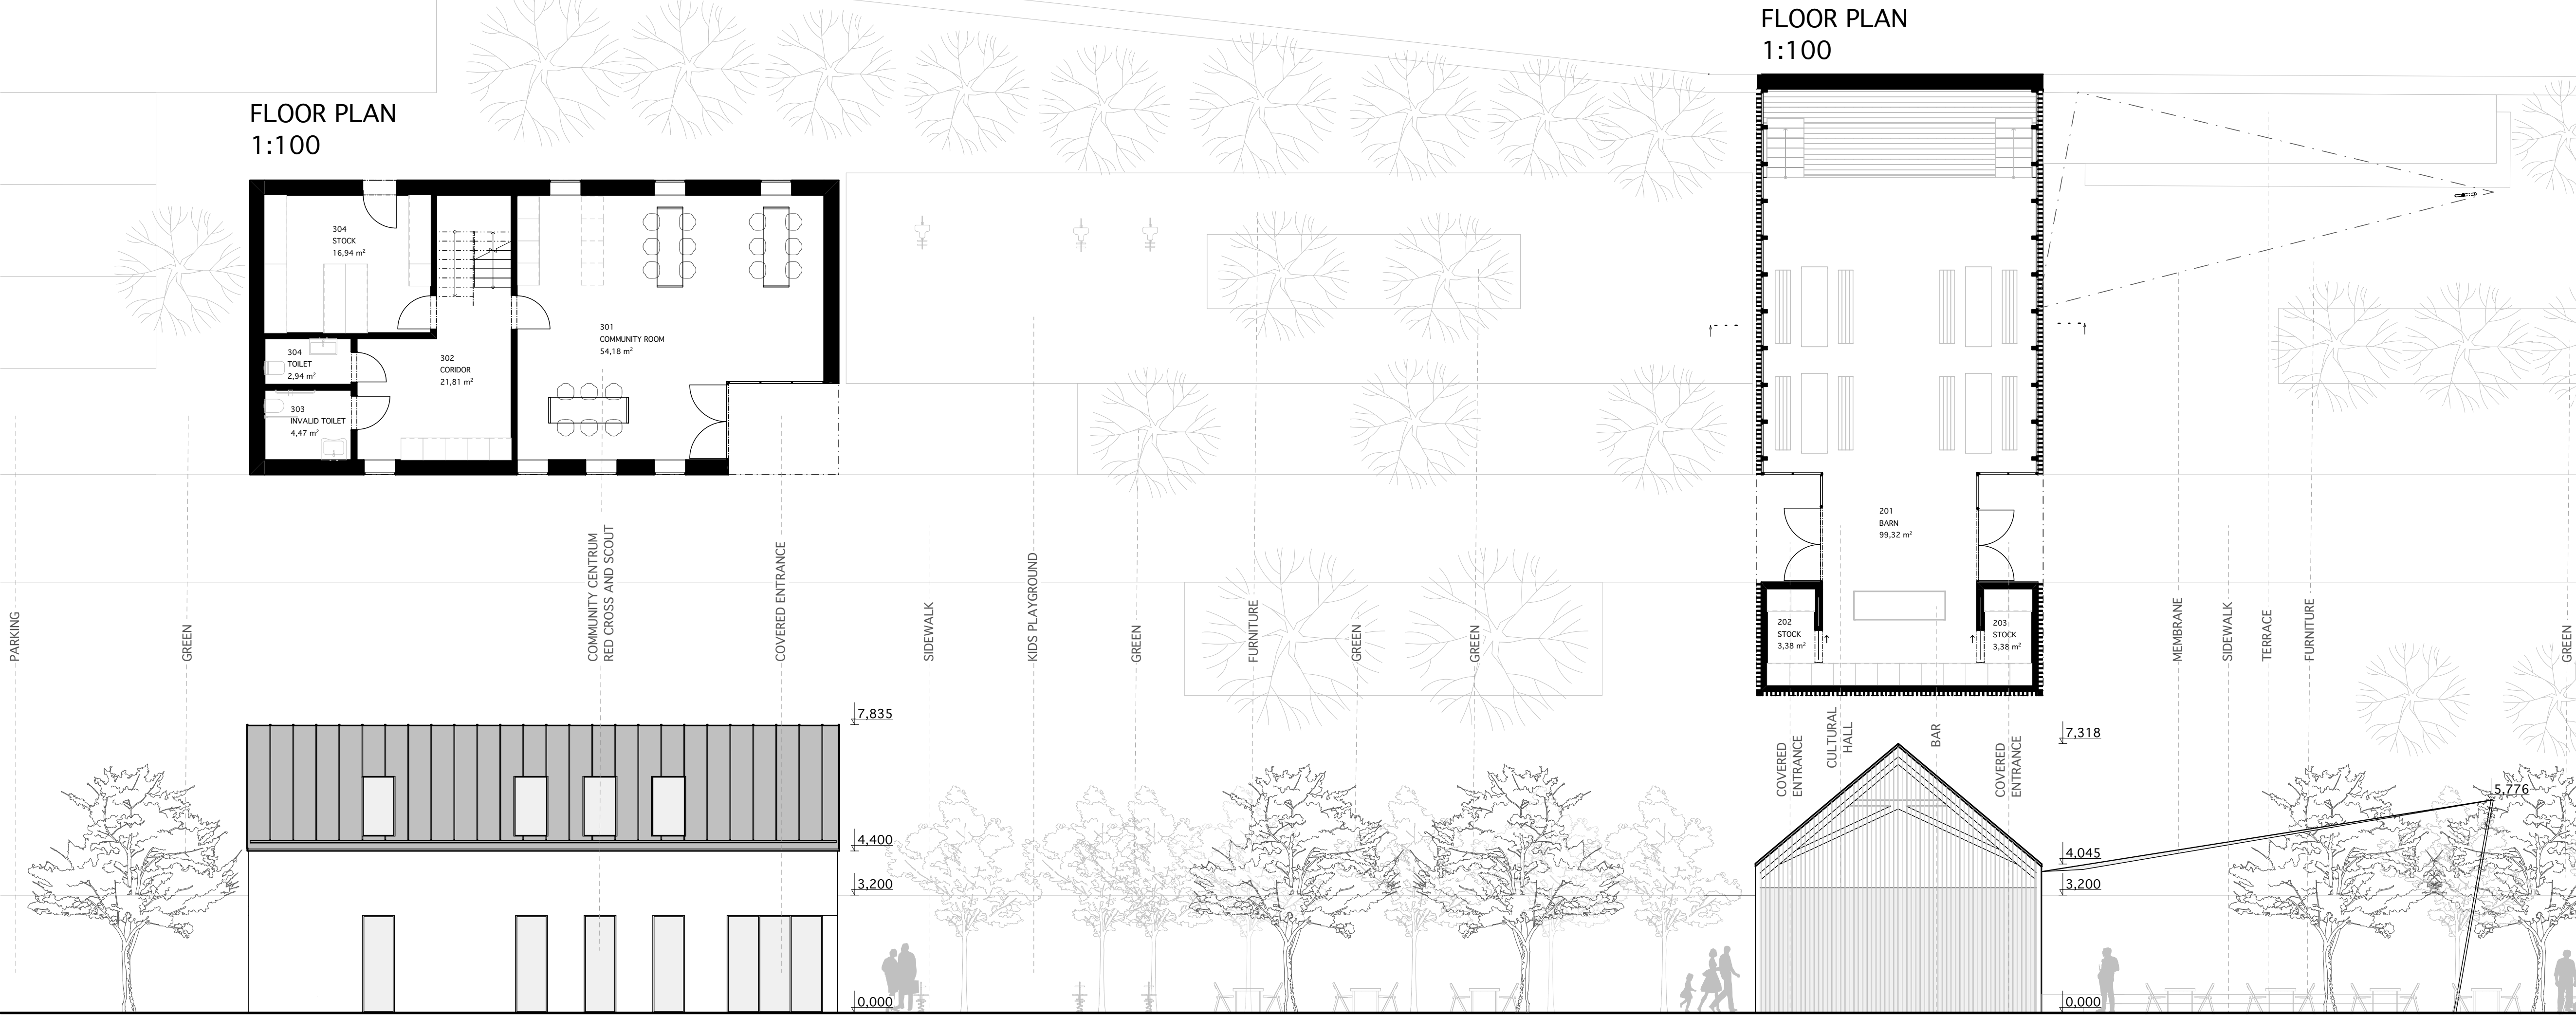 FLOOR PLAN
1:100
FLOOR PLAN
1:100
304
STOCK
16,94 m²
304
TOILET
2,94 m²
303
INVALID TOILET
4,47 m²
302
CORIDOR
21,81 m²
301
COMMUNITY ROOM
54,18 m²
201
BARN
99,32 m²
202
STOCK
3,38 m²
203
STOCK
3,38 m²
PARKING
GREEN
COMMUNITY CENTRUM
RED CROSS AND SCOUT
COVERED ENTRANCE
SIDEWALK
KIDS PLAYGROUND
GREEN
FURNITURE
GREEN
GREEN
COVERED
ENTRANCE
CULTURAL
HALL
BAR
COVERED
ENTRANCE
MEMBRANE
SIDEWALK
TERRACE
FURNITURE
GREEN
7,835
4,400
3,200
0,000
7,318
5,776
4,045
3,200
0,000